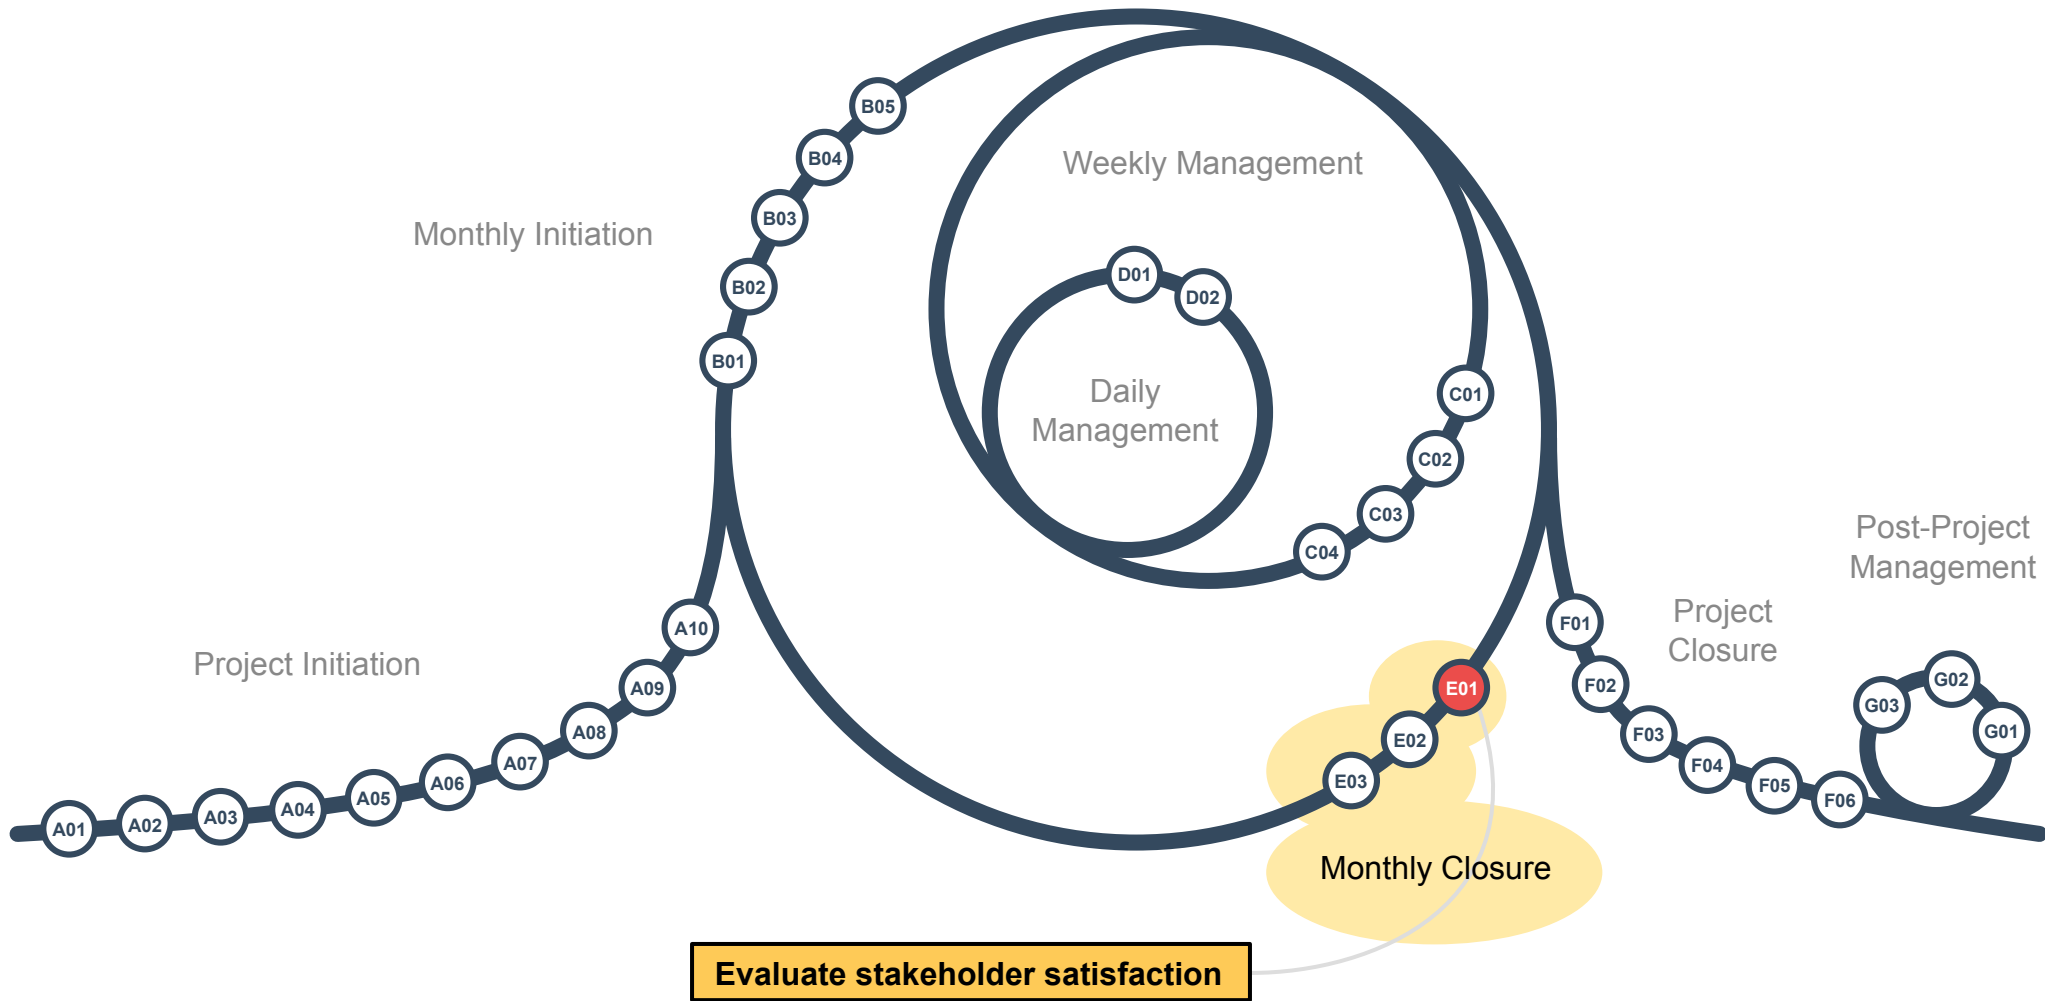 B05
B04
B03
B02
B01
Monthly Initiation
Weekly Management
D01
D02
Daily
Management
C01
C02
C03
C04
Project Initiation
A01
A02
A03
A04
A05
A06
A07
A08
A09
A10
E01
E02
E03
Monthly Closure
Evaluate stakeholder satisfaction
Project
Closure
F01
F02
F03
F04
F05
F06
Post-Project
Management
G03
G02
G01